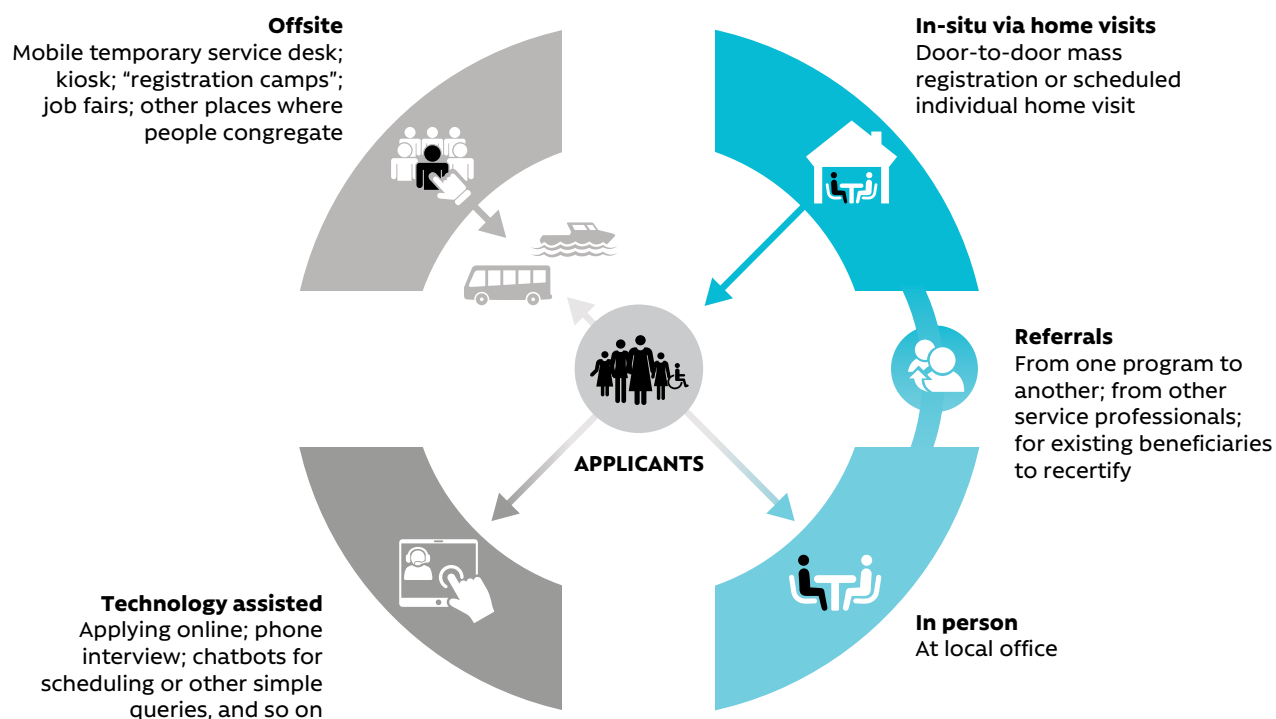 Offsite
Mobile temporary service desk;
kiosk; “registration camps”;
job fairs; other places where
people congregate
In-situ via home visits
Door-to-door mass
registration or scheduled
individual home visit
Referrals
From one program to
another; from other
service professionals;
for existing beneficiaries
to recertify
APPLICANTS
Technology assisted
Applying online; phone
interview; chatbots for
scheduling or other simple
queries, and so on
In person
At local office